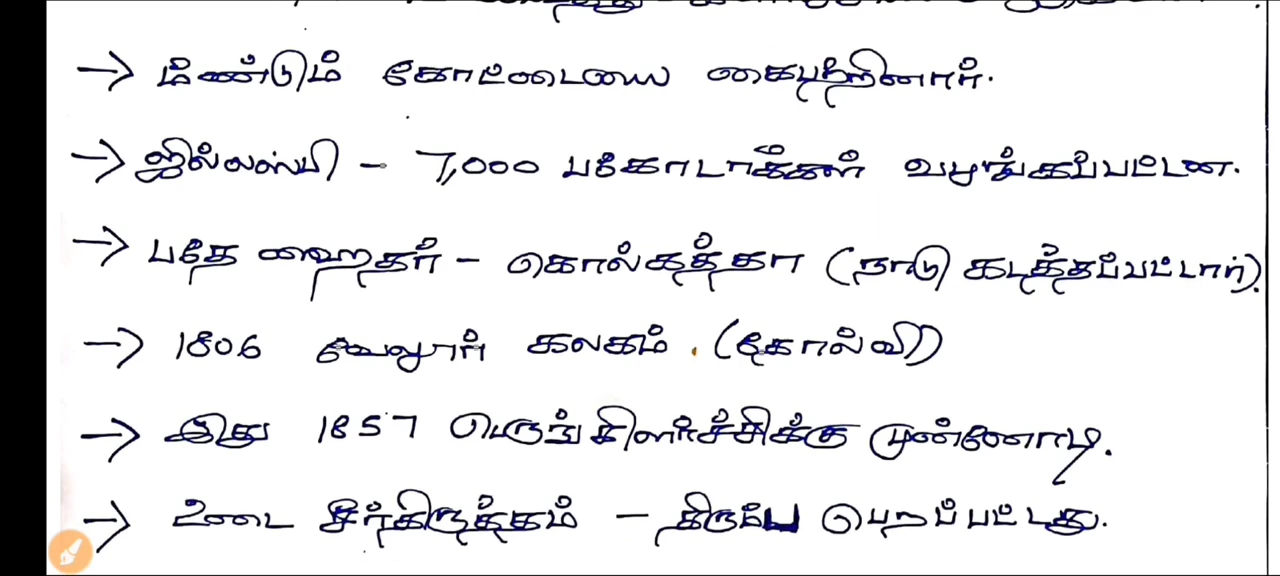 → மீண்டும் கோட்டையை கைபற்றினார்.
→ ஜில்லஸ்பி - 7,000 பகோடாக்கள் வழங்கப்பட்டன.
→ பதே ஹைதர் - கொல்கத்தா (நாடு கடத்தப்பட்டார்).
→ 1806 வேலூர் கலகம். (தோல்வி)
→ இது 1857 பெருங்கிளர்ச்சிக்கு முன்னோடி.
→ உடை சீர்திருத்தம் - திரும்ப பெறப்பட்டது.